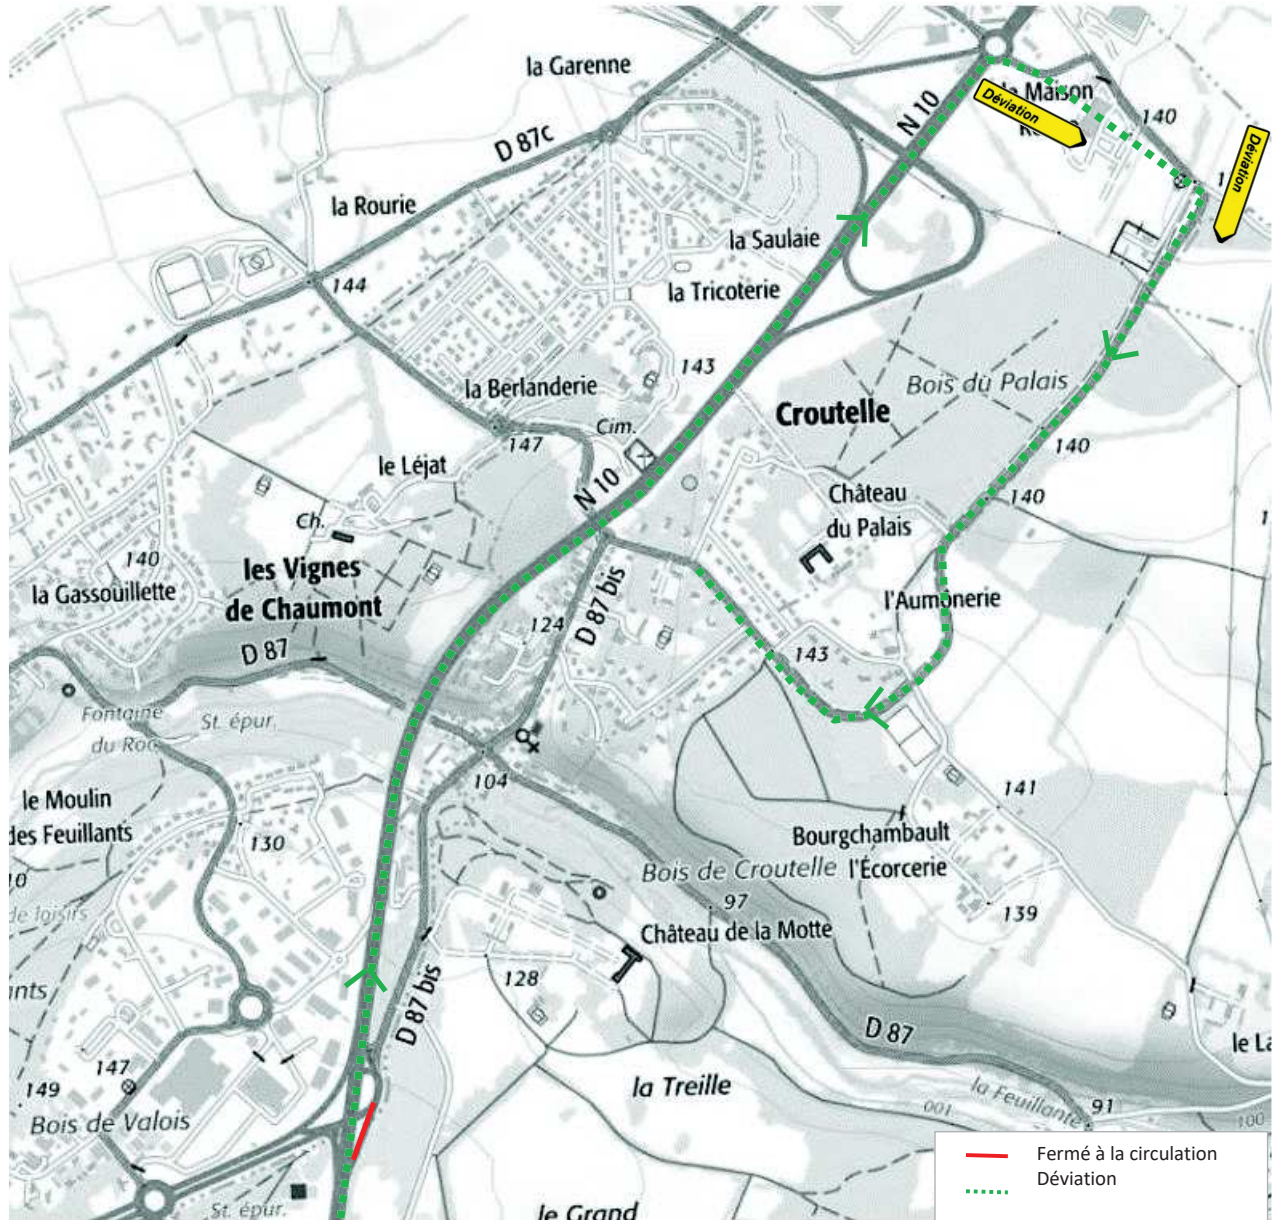 la Garenne
N 10
la Maison
140
Déviation
Déviation
D 87c
la Rourie
la Saulaie
144
la Tricoterie
143
Bois du Palais
la Berlanderie
Croutelle
Cim.
147
140
le Léjat
N 10
Château
du Palais
140
Ch.
140
les Vignes
de Chaumont
la Gassouillette
l'Aumônerie
124
D 87 bis
143
D 87
Fontaine
du Roc
St. épur.
104
141
le Moulin
des Feuillants
130
Bourgchambault
Bois de Croutelle
l'Écorcerie
de loisirs
97
139
Château de la Motte
128
D 87 bis
D 87
147
149
la Treille
la Feuillante
91
001
100
Bois de Valois
Fermé à la circulation
Déviation
St. épur.
le Grand